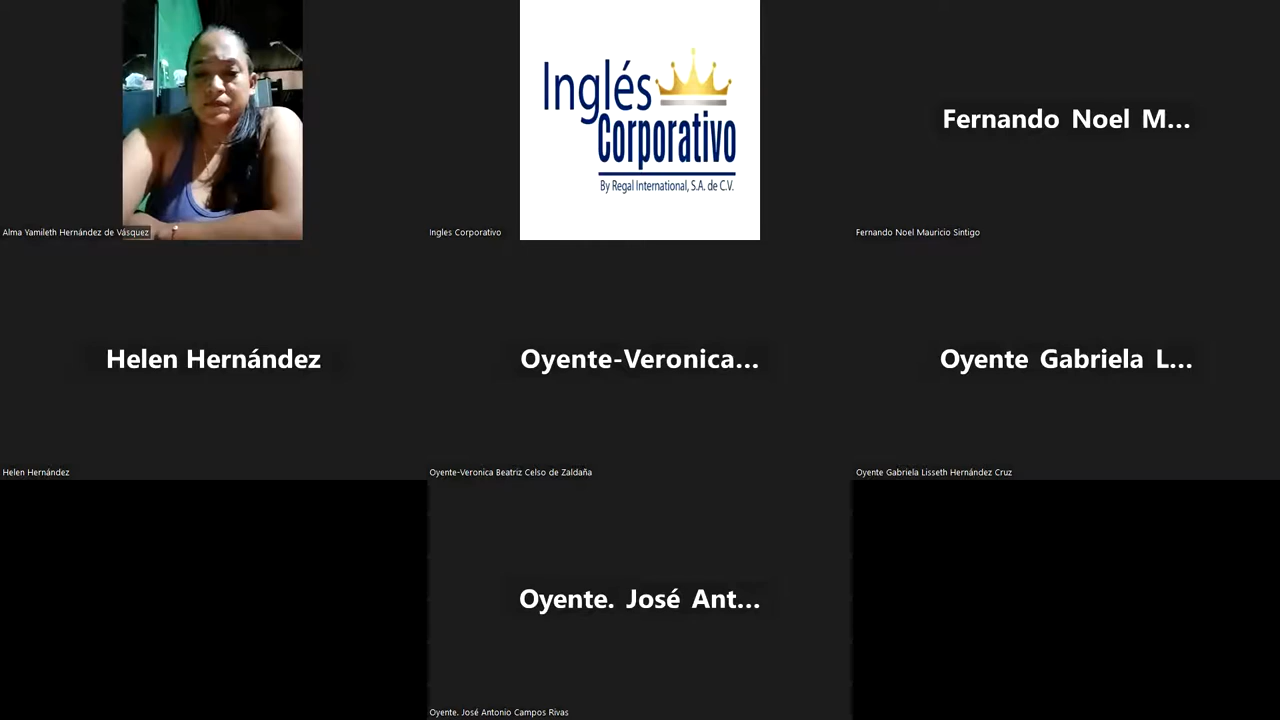 Alma Yamileth Hernández de Vásquez
Inglés
Corporativo
By Regal International, S.A. de C.V.
Ingles Corporativo
Fernando Noel M...
Fernando Noel Mauricio Sintigo
Helen Hernández
Helen Hernández
Oyente-Veronica...
Oyente-Veronica Beatriz Celso de Zaldaña
Oyente Gabriela L...
Oyente Gabriela Lisseth Hernández Cruz
Oyente. José Ant...
Oyente. José Antonio Campos Rivas